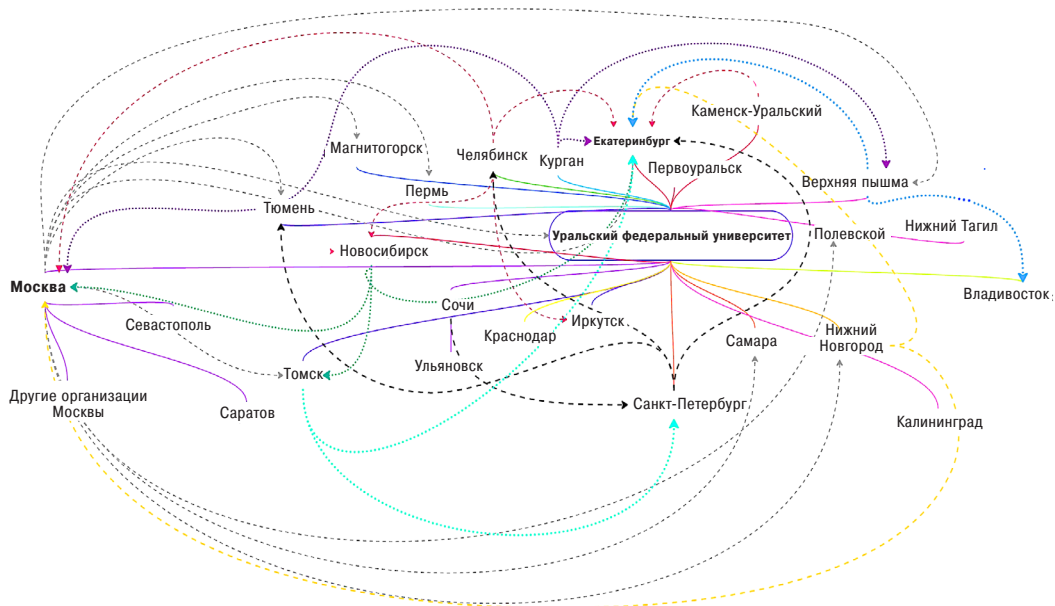 Каменск-Уральский
Магнитогорск
Челябинск
Курган
Екатеринбург
Первоуральск
Пермь
Верхняя пышма
Тюмень
Нижний Тагил
Уральский федеральный университет
Полевской
Новосибирск
Москва
Владивосток
Сочи
Севастополь
Краснодар
Иркутск
Самара
Нижний
Новгород
Ульяновск
Томск
Другие организации
Москвы
Саратов
Санкт-Петербург
Калининград